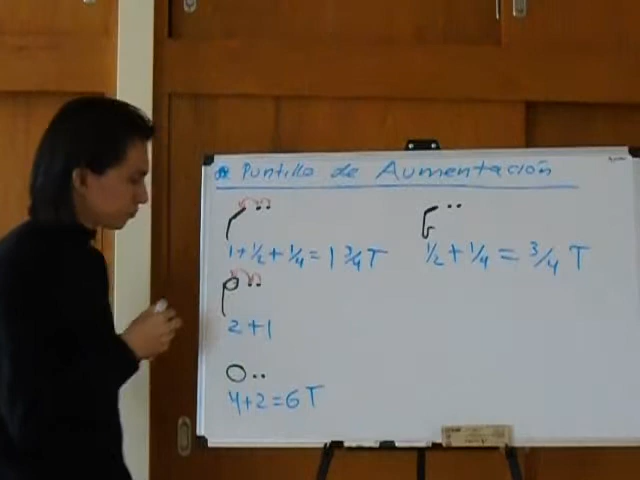 * Puntillo de Aumentación
1+½+¼=1 ¾ T
½+¼=¾ T
2+1
4+2=6T